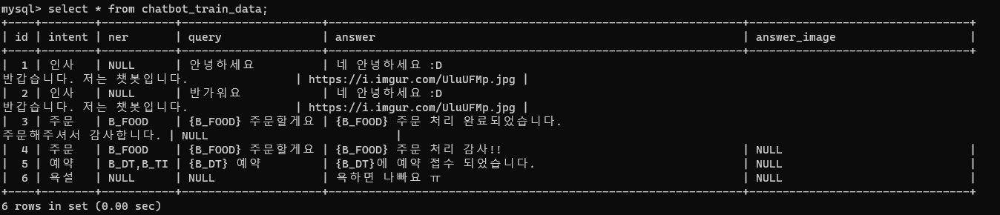 mysql> select * from chatbot_train_data;
+----+--------+-----------+--------------------+------------------------------------------------------------+---------------------------------+
| id | intent | ner       | query              | answer                                                     | answer_image                    |
+----+--------+-----------+--------------------+------------------------------------------------------------+---------------------------------+
|  1 | 인사   | NULL      | 안녕하세요         | 네 안녕하세요 :D
반갑습니다. 저는 챗봇입니다.               | https://i.imgur.com/UluUFMp.jpg |
|  2 | 인사   | NULL      | 반가워요           | 네 안녕하세요 :D
반갑습니다. 저는 챗봇입니다.               | https://i.imgur.com/UluUFMp.jpg |
|  3 | 주문   | B_FOOD    | {B_FOOD} 주문할게요 | {B_FOOD} 주문 처리 완료되었습니다.
주문해주셔서 감사합니다. | NULL                            |
|  4 | 주문   | B_FOOD    | {B_FOOD} 주문할게요 | {B_FOOD} 주문 처리 감사!!                                  | NULL                            |
|  5 | 예약   | B_DT,B_TI | {B_DT} 예약        | {B_DT}에 예약 접수 되었습니다.                             | NULL                            |
|  6 | 욕설   | NULL      | NULL               | 욕하면 나빠요 ㅠ                                           | NULL                            |
+----+--------+-----------+--------------------+------------------------------------------------------------+---------------------------------+
6 rows in set (0.00 sec)